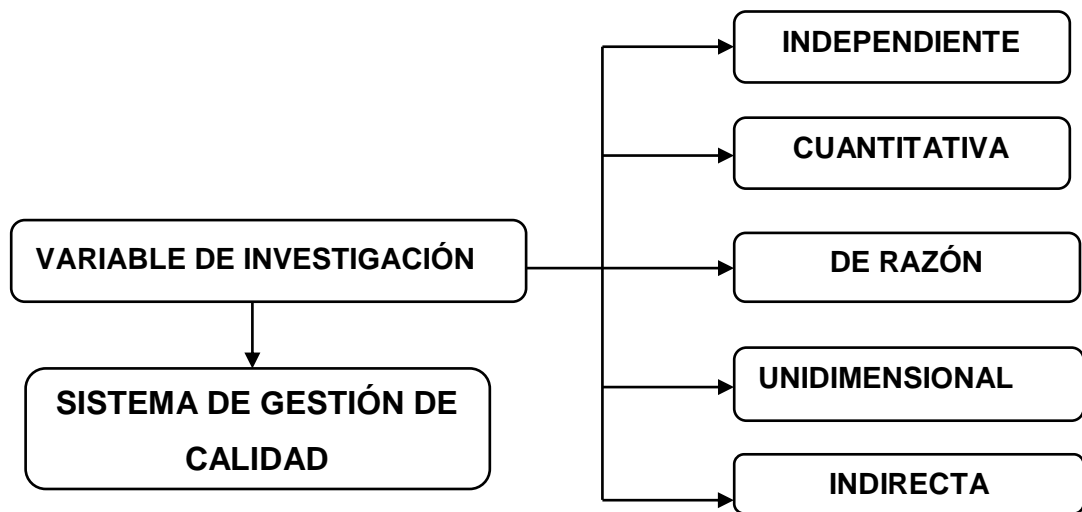 INDEPENDIENTE
CUANTITATIVA
VARIABLE DE INVESTIGACIÓN
DE RAZÓN
SISTEMA DE GESTIÓN DE
CALIDAD
UNIDIMENSIONAL
INDIRECTA